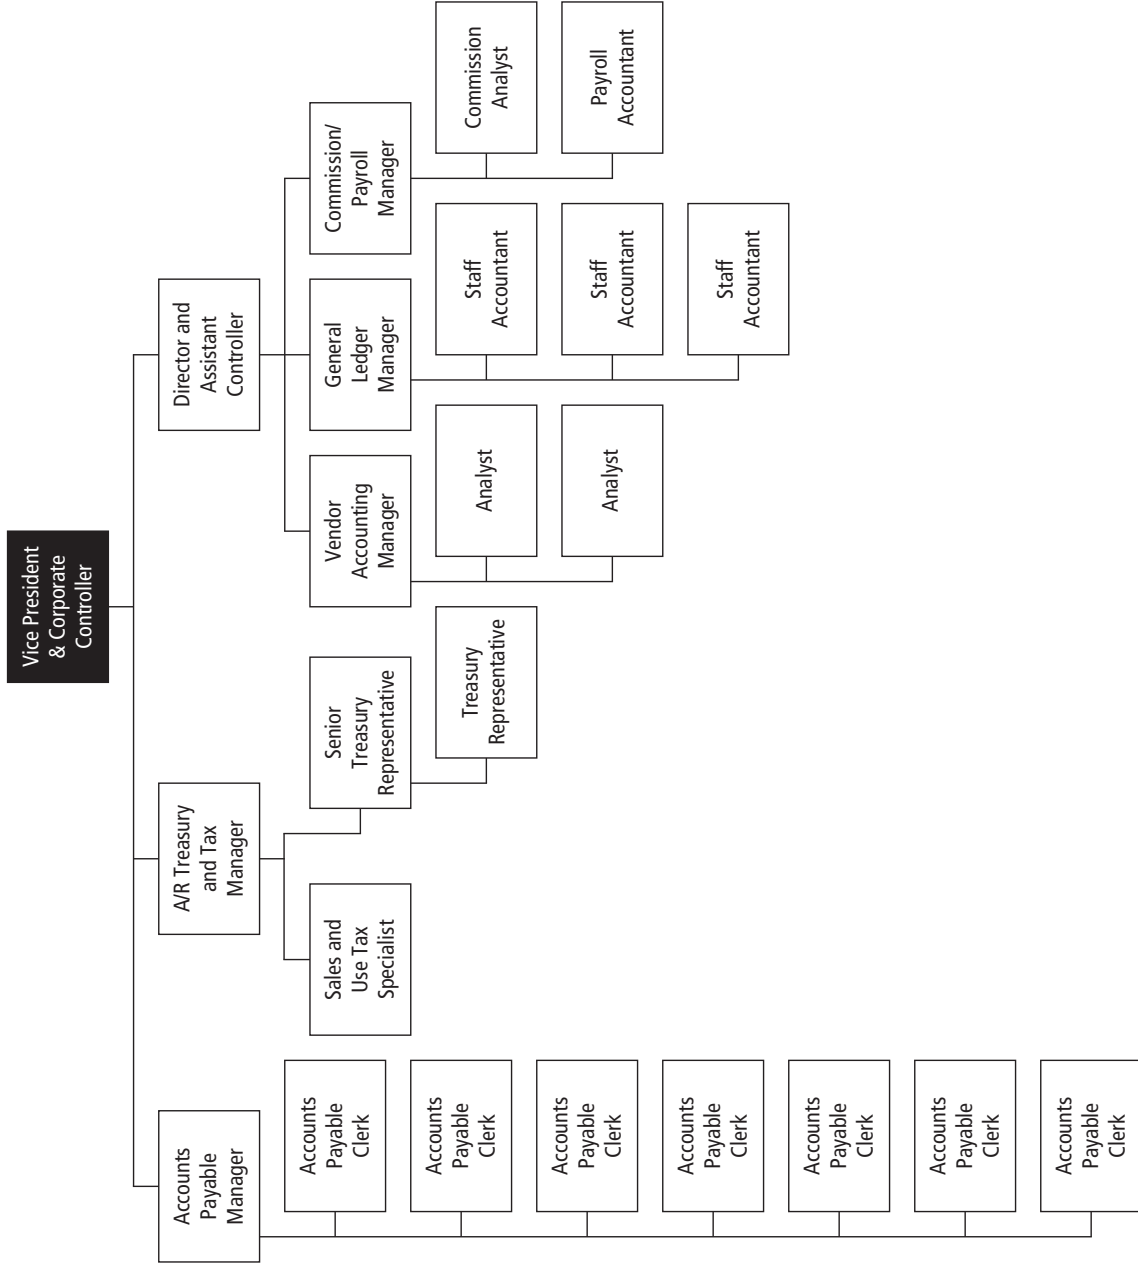 Vice President
& Corporate
Controller
Accounts
Payable
Manager
A/R Treasury
and Tax
Manager
Director and
Assistant
Controller
Accounts
Payable
Clerk
Accounts
Payable
Clerk
Accounts
Payable
Clerk
Accounts
Payable
Clerk
Accounts
Payable
Clerk
Accounts
Payable
Clerk
Accounts
Payable
Clerk
Sales and
Use Tax
Specialist
Senior
Treasury
Representative
Treasury
Representative
Vendor
Accounting
Manager
Analyst
Analyst
General
Ledger
Manager
Staff
Accountant
Staff
Accountant
Staff
Accountant
Commission/
Payroll
Manager
Commission
Analyst
Payroll
Accountant